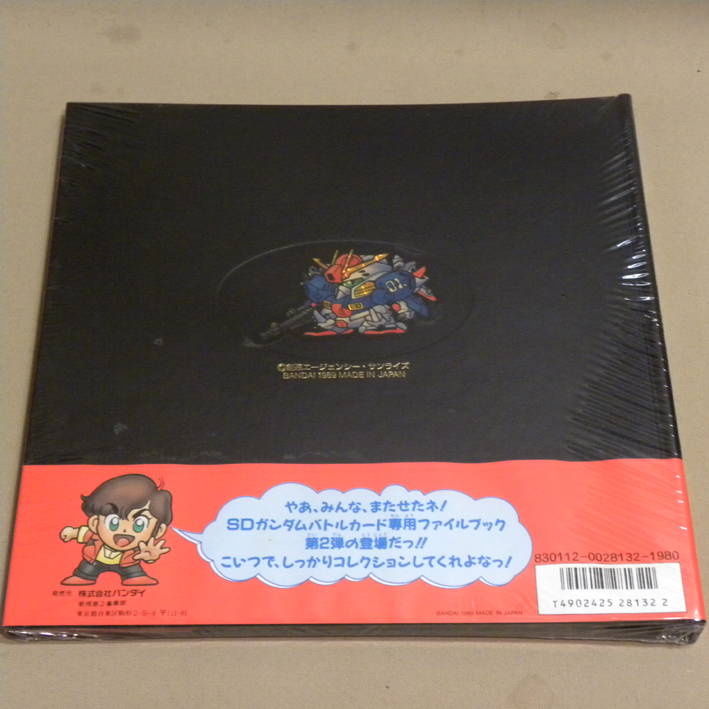 ©創通エージェンシー・サンライズ
BANDAI 1989 MADE IN JAPAN
やあ、みんな、またせたネ!
SDガンダムバトルカード専用ファイルブック
第2弾の登場だっ!!
こいつで、しっかりコレクションしてくれよなっ!
830112-0028132-1980
T4902425 28132 2
発売元 株式会社バンダイ
BANDAI 1989 MADE IN JAPAN